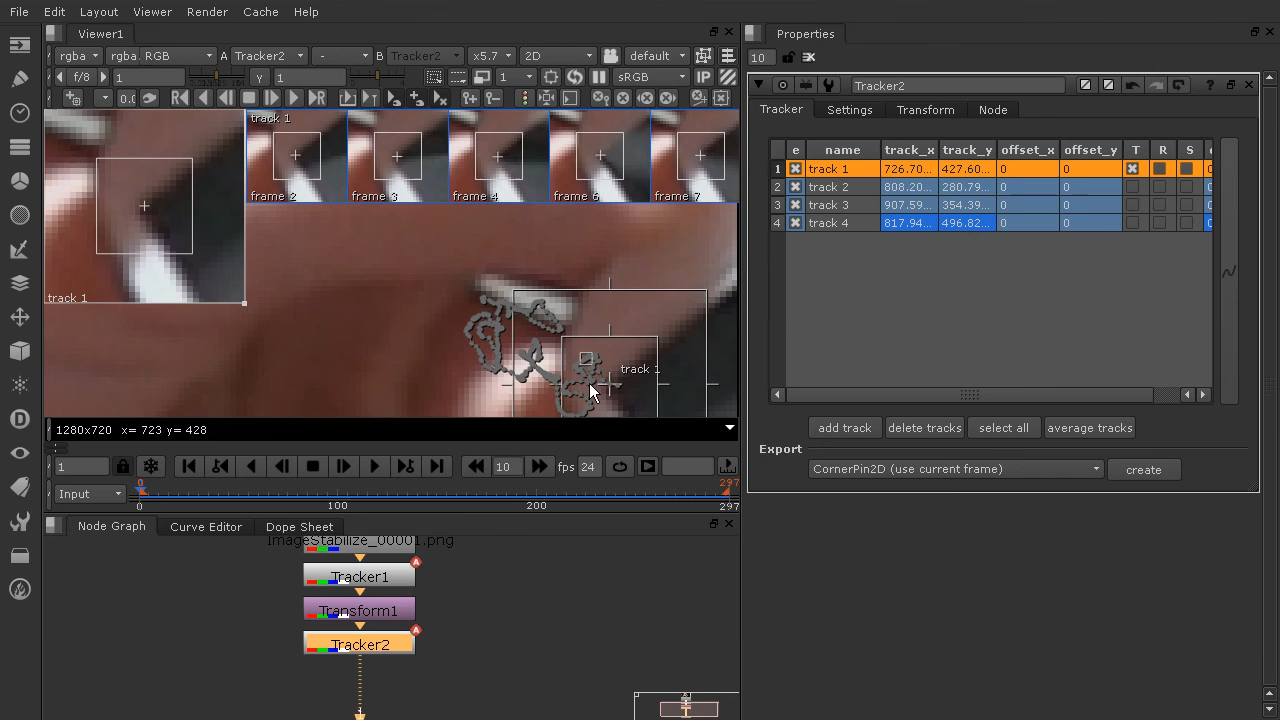 File Edit Layout Viewer Render Cache Help
Viewer1
Properties
rgba rgba. RGB A Tracker2 - B Tracker2 x5.7 2D default
10
f/8 1 Y 1 1 sRGB IP
Tracker2
0.0
Tracker Settings Transform Node
track 1
frame 2 frame 3 frame 4 frame 6 frame 7
track 1
track 1
e name track_x track_y offset_x offset_y T R S
1 track 1 726.70... 427.60... 0 0
2 track 2 808.20... 280.79... 0 0
3 track 3 907.59... 354.39... 0 0
4 track 4 817.94... 496.82... 0 0
1280x720 x= 723 y= 428
add track delete tracks select all average tracks
Export
CornerPin2D (use current frame) create
1 10 fps 24
Input 0 297
0 100 200 297
Node Graph Curve Editor Dope Sheet
ImageStabilize_00001.png
Tracker1
A
Transform1
Tracker2
A
1